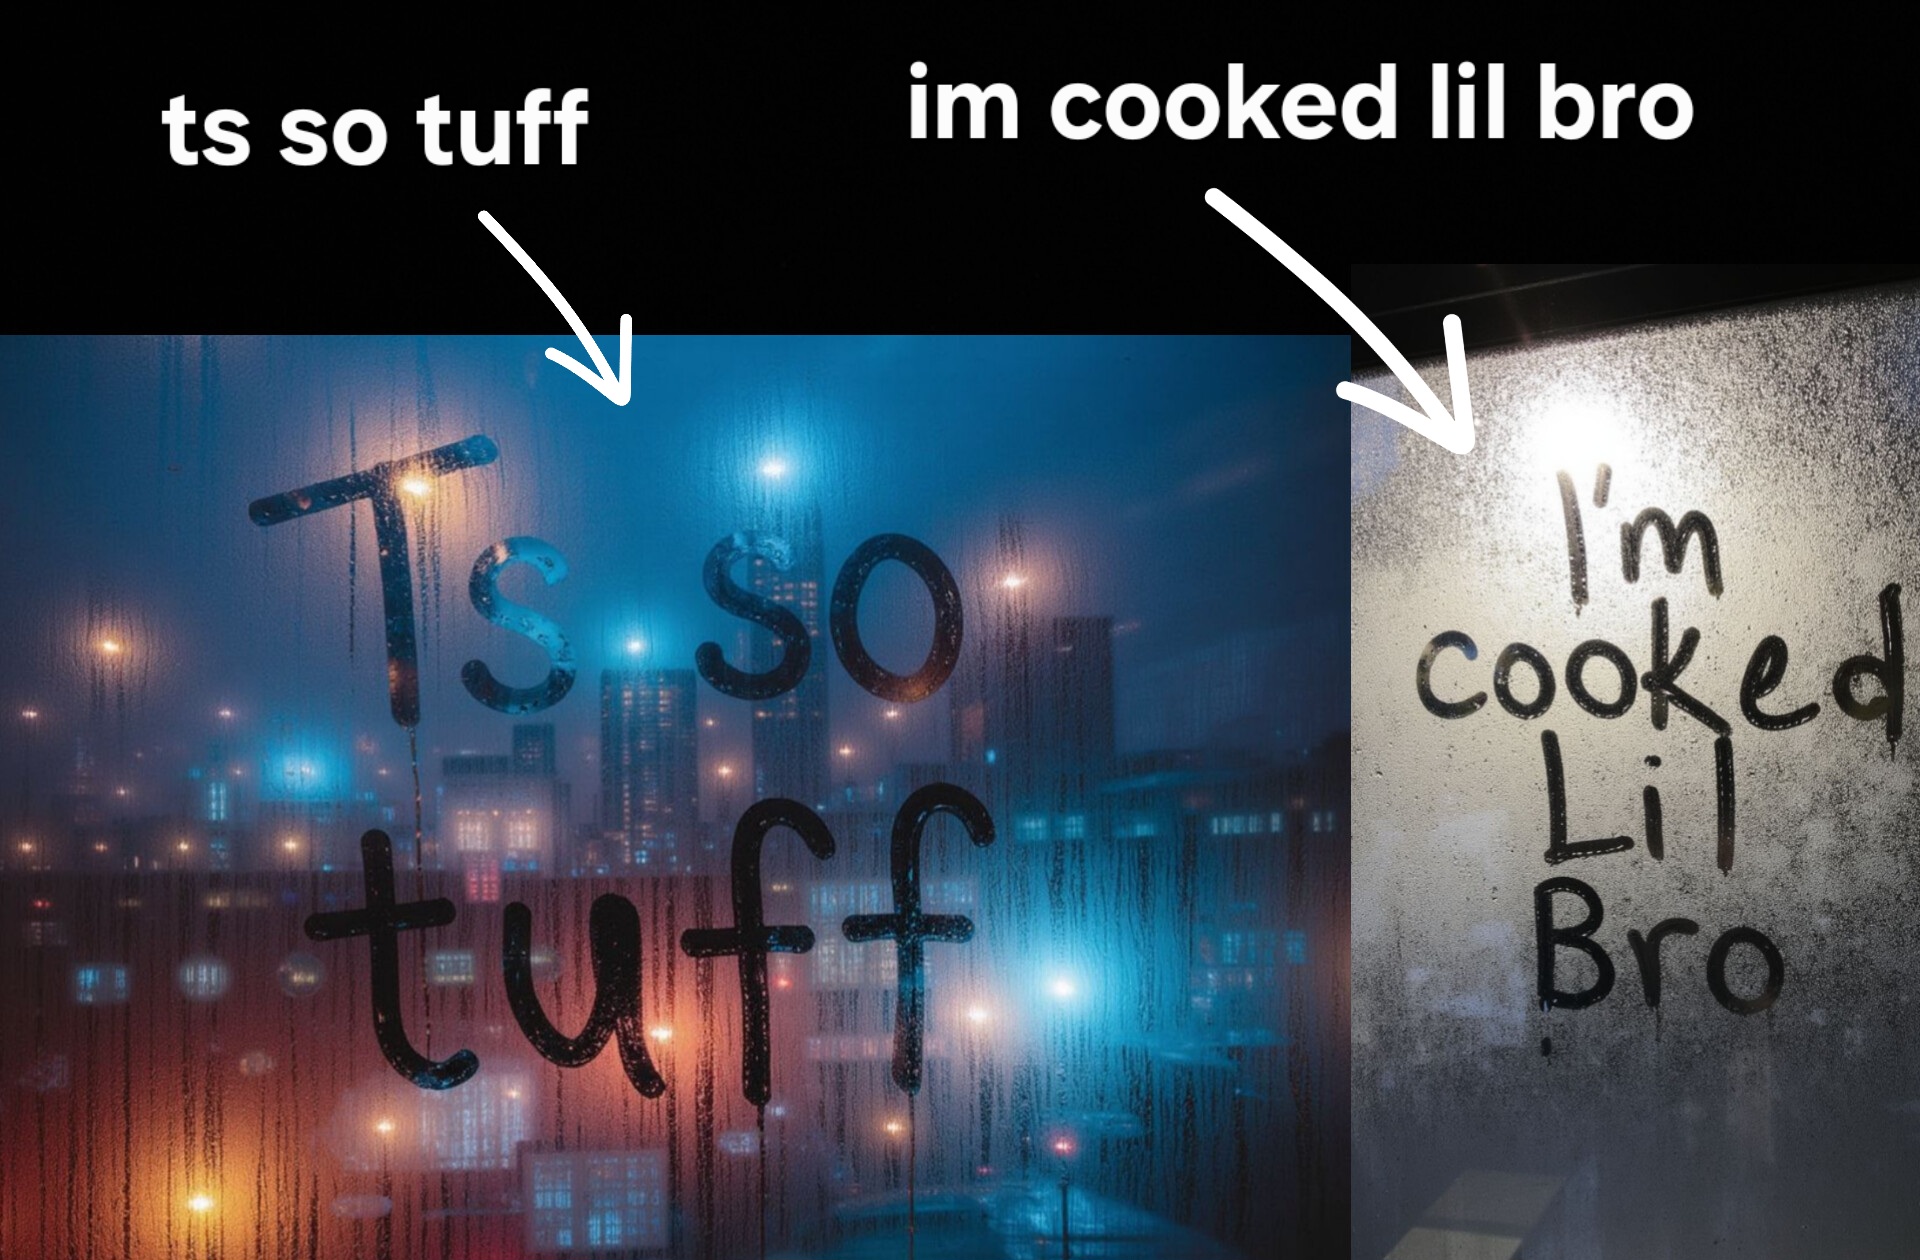 ts so tuff
im cooked lil bro
Ts so
tuff
I'm
cooked
Lil
Bro